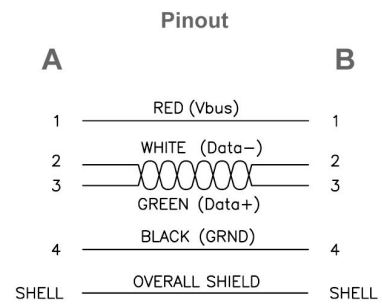 Pinout
A B
RED (Vbus)
1 1
WHITE (Data-)
2 2
3 3
GREEN (Data+)
BLACK (GRND)
4 4
OVERALL SHIELD
SHELL SHELL